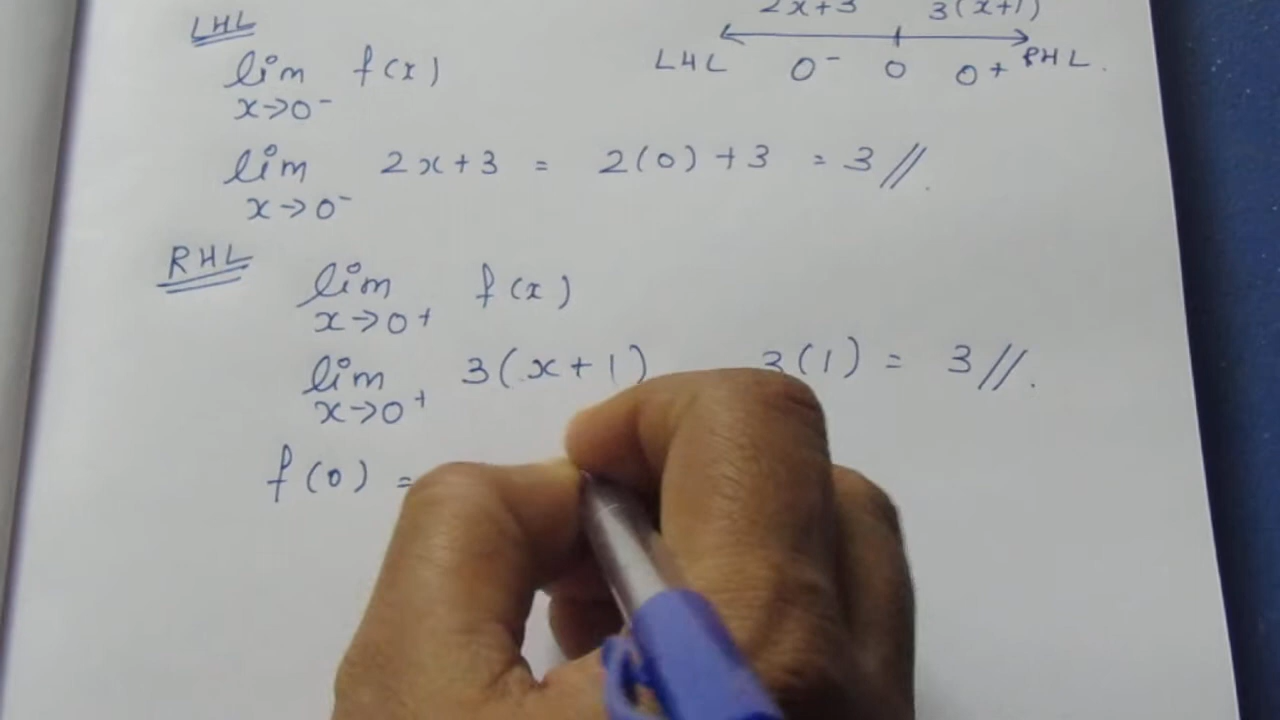 2x+3 3(x+1)
LHL
LHL 0⁻ 0 0+ RHL.
lim f(x)
x→0⁻
lim 2x+3 = 2(0)+3 = 3//.
x→0⁻
RHL
lim f(x)
x→0+
lim 3(x+1) 3(1) = 3//.
x→0+
f(0) =